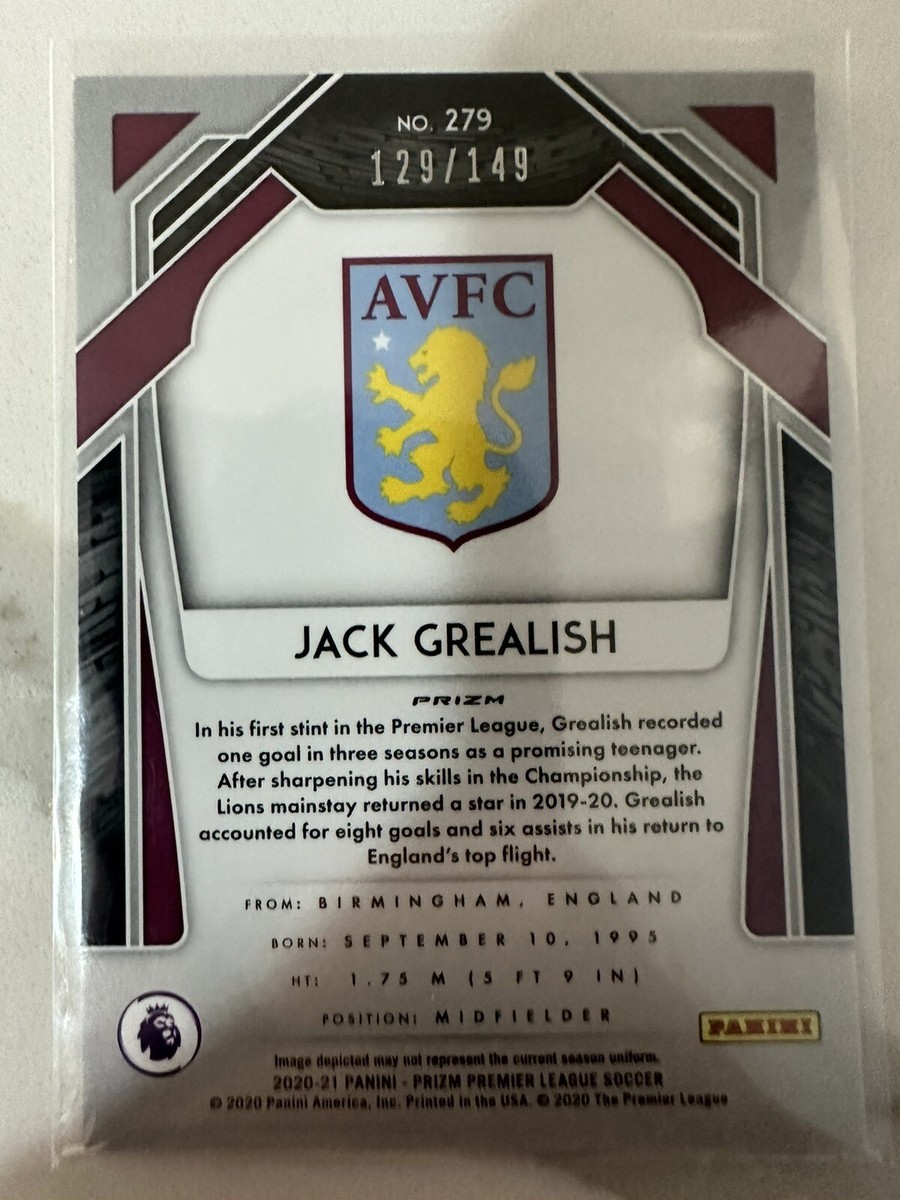 NO. 279
129/149
AVFC
JACK GREALISH
PRIZM
In his first stint in the Premier League, Grealish recorded
one goal in three seasons as a promising teenager.
After sharpening his skills in the Championship, the
Lions mainstay returned a star in 2019-20. Grealish
accounted for eight goals and six assists in his return to
England's top flight.
FROM: BIRMINGHAM, ENGLAND
BORN: SEPTEMBER 10, 1995
HT: 1.75 M (5 FT 9 IN)
POSITION: MIDFIELDER
PANINI
Image depicted may not represent the current season uniform.
2020-21 PANINI - PRIZM PREMIER LEAGUE SOCCER
© 2020 Panini America, Inc. Printed in the USA. © 2020 The Premier League